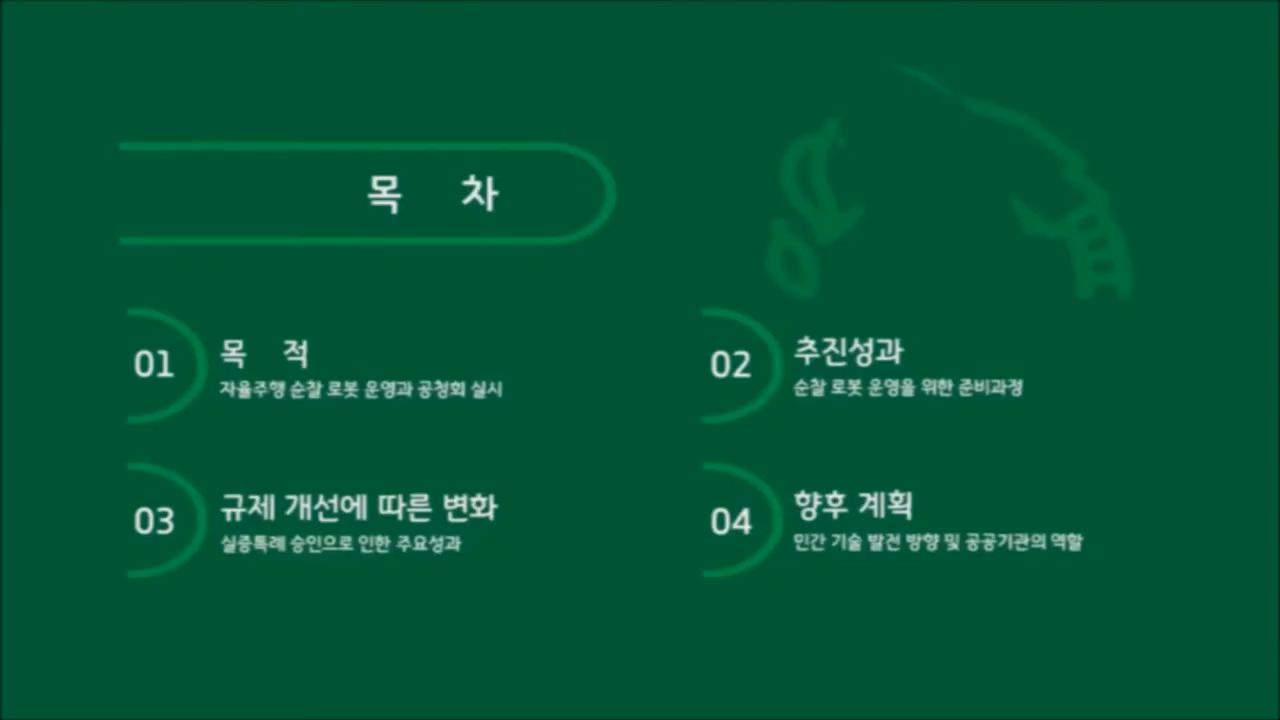 목 차
01
목 적
자율주행 순찰 로봇 운영과 공청회 실시
02
추진성과
순찰 로봇 운영을 위한 준비과정
03
규제 개선에 따른 변화
실증특례 승인으로 인한 주요성과
04
향후 계획
민간 기술 발전 방향 및 공공기관의 역할